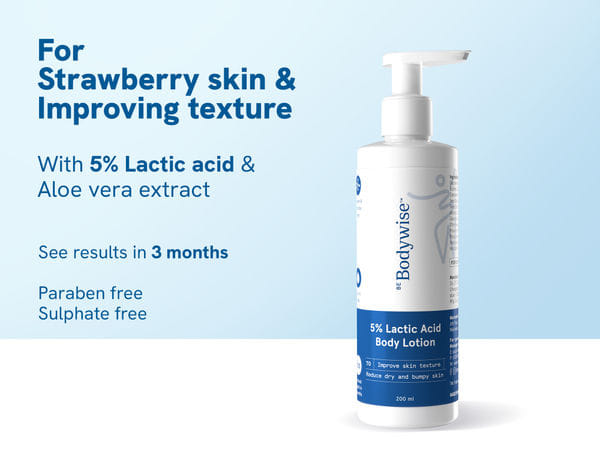 For
Strawberry skin &
Improving texture
With 5% Lactic acid &
Aloe vera extract
See results in 3 months
Paraben free
Sulphate free
BE Bodywise™
5% Lactic Acid
Body Lotion
TO Improve skin texture
Reduce dry and bumpy skin
200 ml